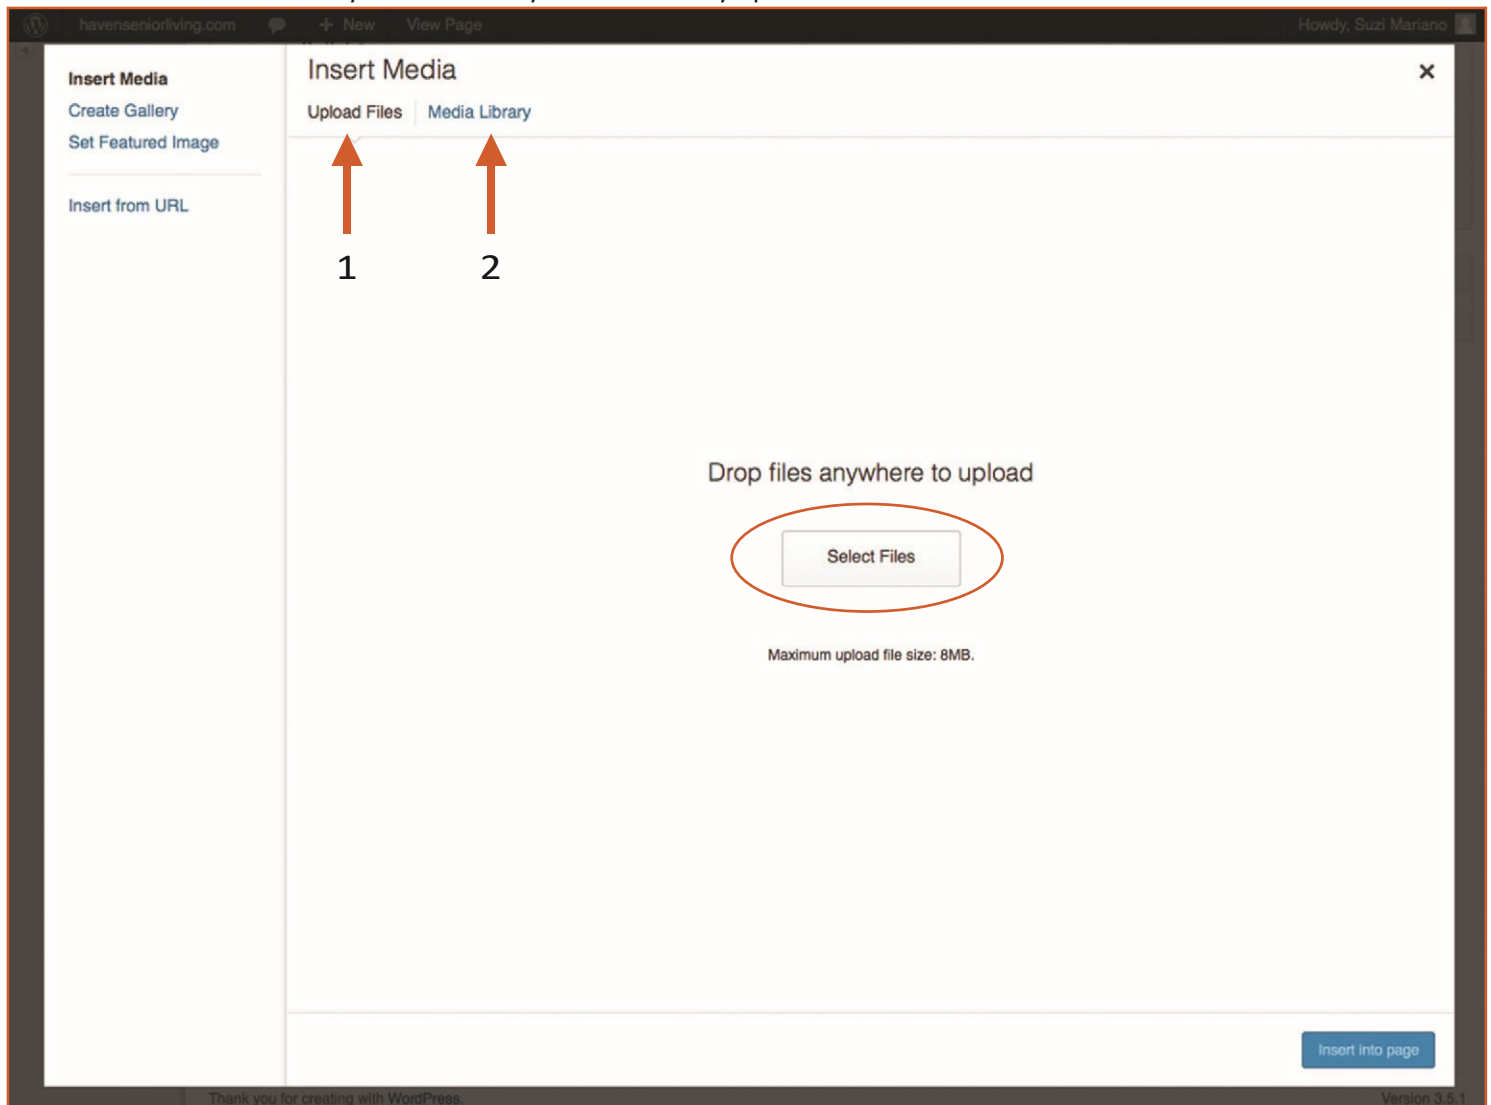 havenseniorliving.com + New View Page Howdy, Suzi Mariano
Insert Media
Create Gallery
Set Featured Image
Insert from URL
Insert Media
Upload Files Media Library
1 2
Drop files anywhere to upload
Select Files
Maximum upload file size: 8MB.
Insert into page
Thank you for creating with WordPress. Version 3.5.1